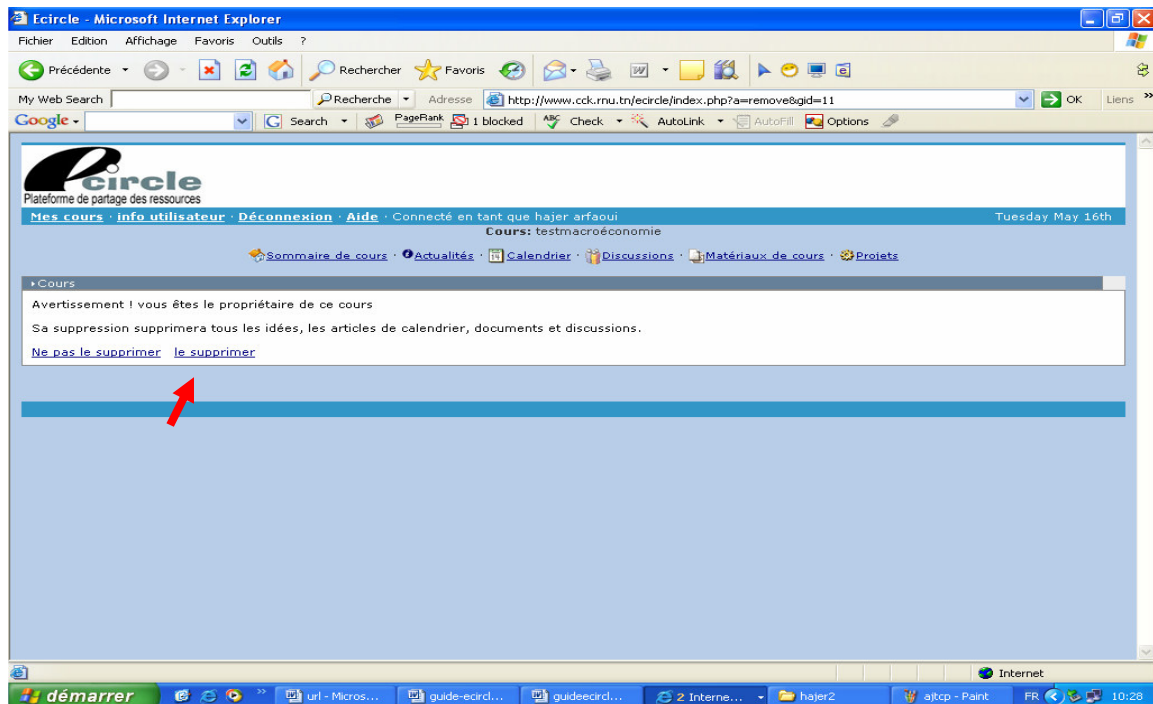 Ecircle - Microsoft Internet Explorer
Fichier Edition Affichage Favoris Outils ?
Précédente Rechercher Favoris
My Web Search Recherche Adresse http://www.cck.rnu.tn/ecircle/index.php?a=remove&gid=11 OK Liens »
Google Search PageRank 1 blocked ABC Check AutoLink AutoFill Options
Ecircle
Plateforme de partage des ressources
Mes cours · info utilisateur · Déconnexion · Aide · Connecté en tant que hajer arfaoui Tuesday May 16th
Cours: testmacroéconomie
Sommaire de cours · Actualités · Calendrier · Discussions · Matériaux de cours · Projets
Cours
Avertissement ! vous êtes le propriétaire de ce cours
Sa suppression supprimera tous les idées, les articles de calendrier, documents et discussions.
Ne pas le supprimer le supprimer
Internet
démarrer » url - Micros... guide-ecircl... guideecircl... 2 Interne... hajer2 ajtcp - Paint FR 10:28